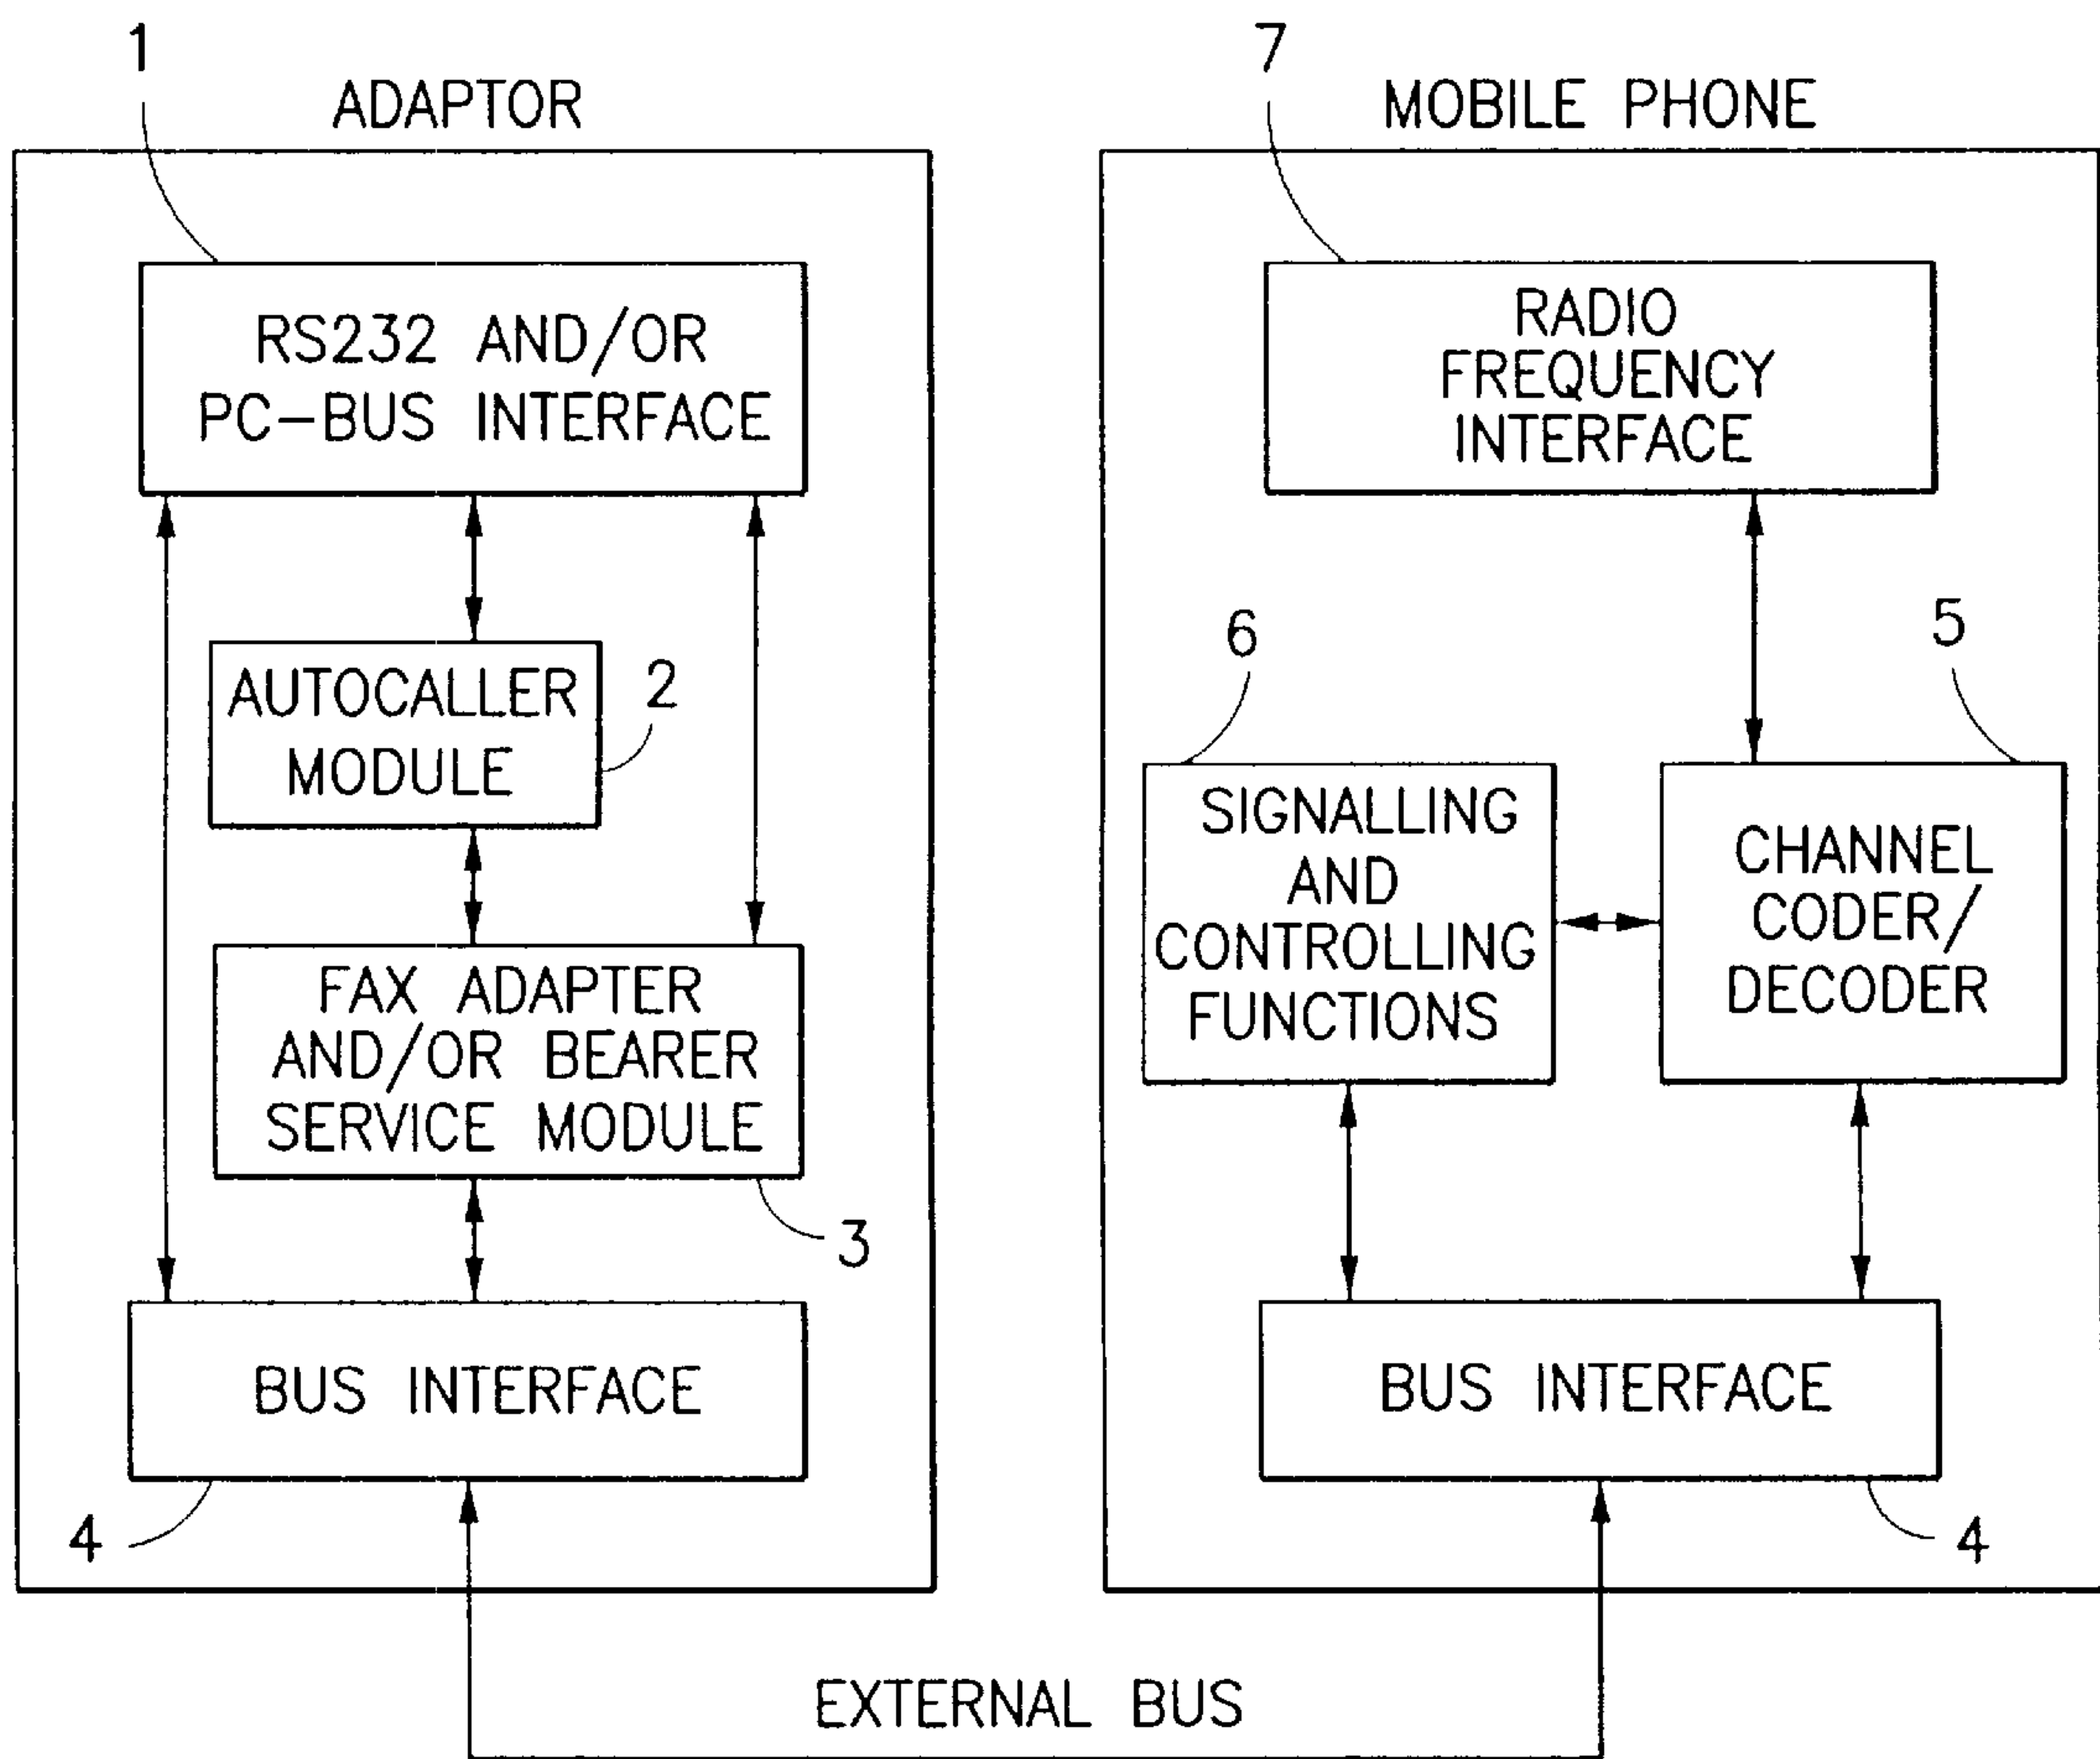 1
ADAPTOR
RS232 AND/OR
PC-BUS INTERFACE
AUTOCALLER
MODULE
2
FAX ADAPTER
AND/OR BEARER
SERVICE MODULE
3
BUS INTERFACE
4
7
MOBILE PHONE
RADIO
FREQUENCY
INTERFACE
6
SIGNALLING
AND
CONTROLLING
FUNCTIONS
5
CHANNEL
CODER/
DECODER
BUS INTERFACE
4
EXTERNAL BUS